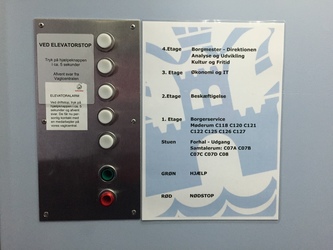 VED ELEVATORSTOP
Tryk på hjælpeknappen
i ca. 5 sekunder
Afvent svar fra
Vagtcentralen
ELEVATORALARM
4.Etage Borgmester - Direktionen
Analyse og Udvikling
Kultur og Fritid
3. Etage Økonomi og IT
2.Etage Beskæftigelse
1. Etage Borgerservice
Møderum C118 C120 C121
C122 C123 C126 C127
Stuen Forhal - Udgang
Samtalerum: C07A C07B
C07C C07D C08
GRØN HJÆLP
RØD NØDSTOP